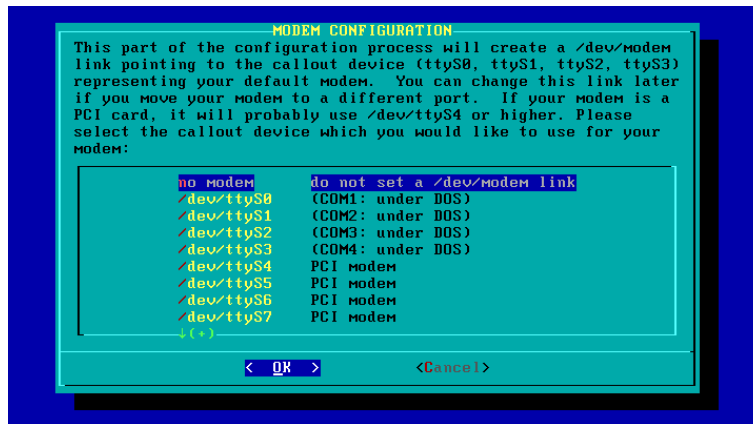 MODEM CONFIGURATION
This part of the configuration process will create a /dev/modem
link pointing to the callout device (ttyS0, ttyS1, ttyS2, ttyS3)
representing your default modem.  You can change this link later
if you move your modem to a different port.  If your modem is a
PCI card, it will probably use /dev/ttyS4 or higher. Please
select the callout device which you would like to use for your
modem:
no modem do not set a /dev/modem link
/dev/ttyS0 (COM1: under DOS)
/dev/ttyS1 (COM2: under DOS)
/dev/ttyS2 (COM3: under DOS)
/dev/ttyS3 (COM4: under DOS)
/dev/ttyS4 PCI modem
/dev/ttyS5 PCI modem
/dev/ttyS6 PCI modem
/dev/ttyS7 PCI modem
↓(+)
< OK > <Cancel>